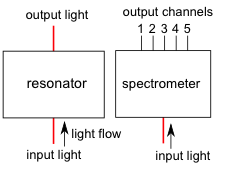 output light
resonator
light flow
input light
output channels
1 2 3 4 5
spectrometer
input light